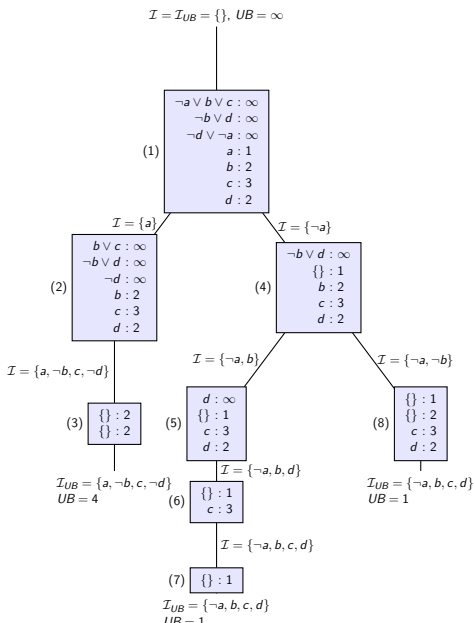 ℐ = ℐ_UB = {}, UB = ∞
(1)
¬a ∨ b ∨ c : ∞
¬b ∨ d : ∞
¬d ∨ ¬a : ∞
a : 1
b : 2
c : 3
d : 2
ℐ = {a}
ℐ = {¬a}
(2)
b ∨ c : ∞
¬b ∨ d : ∞
¬d : ∞
b : 2
c : 3
d : 2
(4)
¬b ∨ d : ∞
{} : 1
b : 2
c : 3
d : 2
ℐ = {a, ¬b, c, ¬d}
ℐ = {¬a, b}
ℐ = {¬a, ¬b}
(3)
{} : 2
{} : 2
(5)
d : ∞
{} : 1
c : 3
d : 2
(8)
{} : 1
{} : 2
c : 3
d : 2
ℐ_UB = {a, ¬b, c, ¬d}
UB = 4
ℐ = {¬a, b, d}
ℐ_UB = {¬a, b, c, d}
UB = 1
(6)
{} : 1
c : 3
ℐ = {¬a, b, c, d}
(7)
{} : 1
ℐ_UB = {¬a, b, c, d}
UB = 1